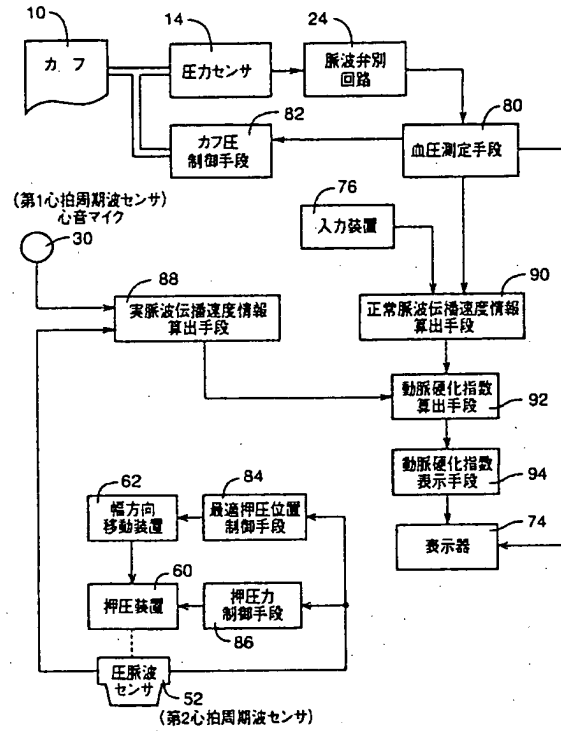 10
カフ
14
圧力センサ
24
脈波弁別
回路
82
カフ圧
制御手段
80
血圧測定手段
(第1心拍周期波センサ)
心音マイク
30
76
入力装置
88
実脈波伝播速度情報
算出手段
90
正常脈波伝播速度情報
算出手段
動脈硬化指数
算出手段
92
動脈硬化指数
表示手段
94
74
表示器
62
幅方向
移動装置
84
最適押圧位置
制御手段
60
押圧装置
押圧力
制御手段
86
圧脈波
センサ
52
(第2心拍周期波センサ)